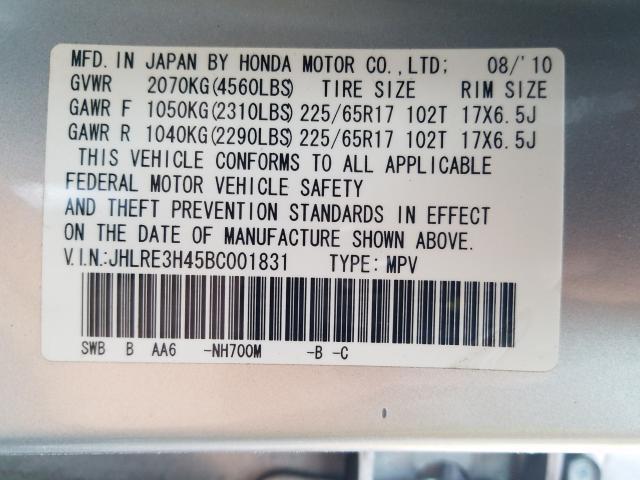 MFD. IN JAPAN BY HONDA MOTOR CO.,LTD; 08/'10
GVWR 2070KG(4560LBS) TIRE SIZE RIM SIZE
GAWR F 1050KG(2310LBS) 225/65R17 102T 17X6.5J
GAWR R 1040KG(2290LBS) 225/65R17 102T 17X6.5J
THIS VEHICLE CONFORMS TO ALL APPLICABLE
FEDERAL MOTOR VEHICLE SAFETY
AND THEFT PREVENTION STANDARDS IN EFFECT
ON THE DATE OF MANUFACTURE SHOWN ABOVE.
V.I.N.:JHLRE3H45BC001831 TYPE: MPV
SWB B AA6 -NH700M -B -C